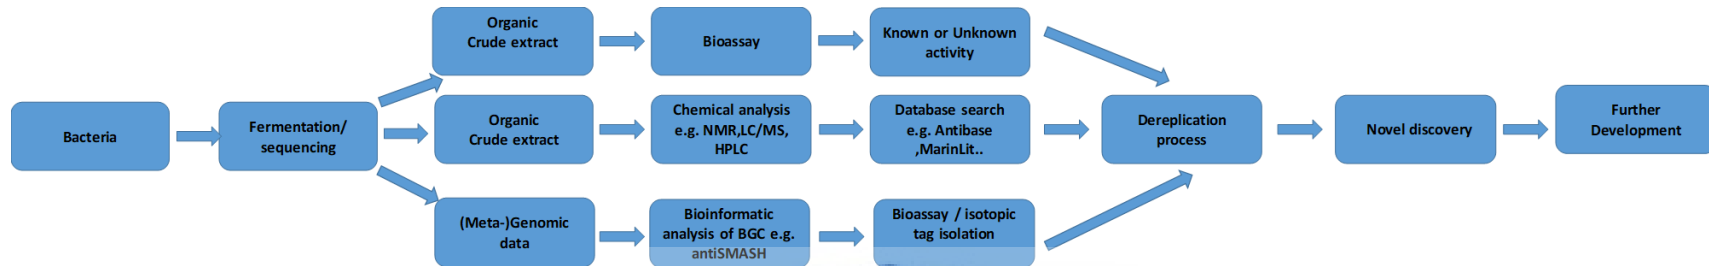 Bacteria
Fermentation/
sequencing
Organic
Crude extract
Bioassay
Known or Unknown
activity
Organic
Crude extract
Chemical analysis
e.g. NMR,LC/MS,
HPLC
Database search
e.g. Antibase
,MarinLit..
(Meta-)Genomic
data
Bioinformatic
analysis of BGC e.g.
antiSMASH
Bioassay / isotopic
tag isolation
Dereplication
process
Novel discovery
Further
Development